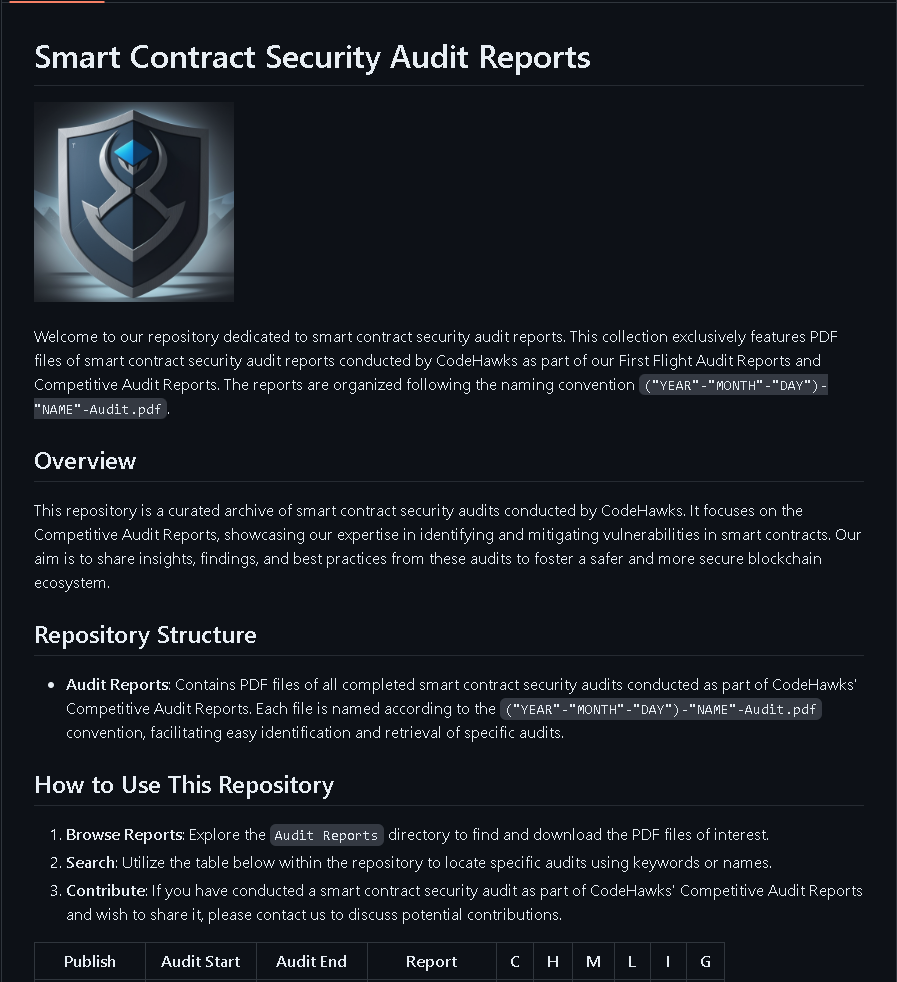 Smart Contract Security Audit Reports
Welcome to our repository dedicated to smart contract security audit reports. This collection exclusively features PDF
files of smart contract security audit reports conducted by CodeHawks as part of our First Flight Audit Reports and
Competitive Audit Reports. The reports are organized following the naming convention ("YEAR"-"MONTH"-"DAY")-
"NAME"-Audit.pdf.
Overview
This repository is a curated archive of smart contract security audits conducted by CodeHawks. It focuses on the
Competitive Audit Reports, showcasing our expertise in identifying and mitigating vulnerabilities in smart contracts. Our
aim is to share insights, findings, and best practices from these audits to foster a safer and more secure blockchain
ecosystem.
Repository Structure
• Audit Reports: Contains PDF files of all completed smart contract security audits conducted as part of CodeHawks'
Competitive Audit Reports. Each file is named according to the ("YEAR"-"MONTH"-"DAY")-"NAME"-Audit.pdf
convention, facilitating easy identification and retrieval of specific audits.
How to Use This Repository
1. Browse Reports: Explore the Audit Reports directory to find and download the PDF files of interest.
2. Search: Utilize the table below within the repository to locate specific audits using keywords or names.
3. Contribute: If you have conducted a smart contract security audit as part of CodeHawks' Competitive Audit Reports
and wish to share it, please contact us to discuss potential contributions.
Publish Audit Start Audit End Report C H M L I G